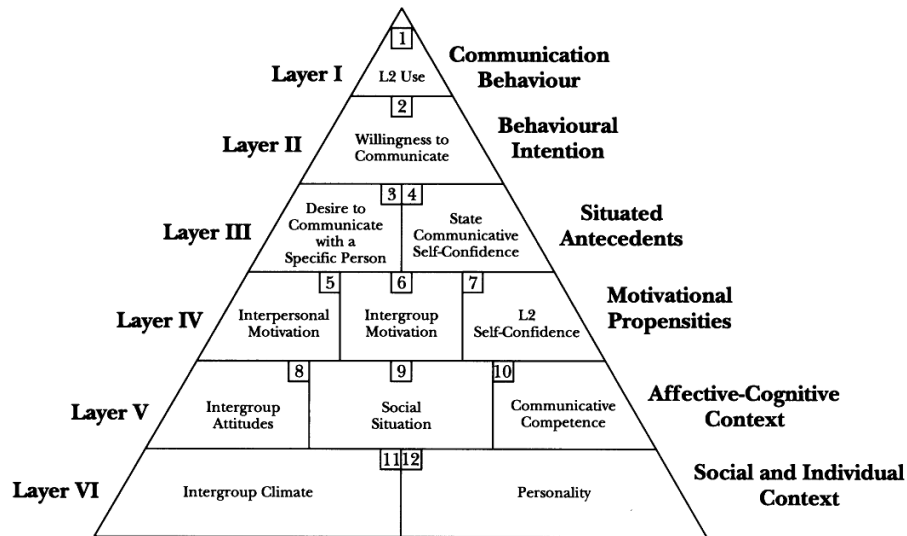 1
Layer I
L2 Use
Communication
Behaviour
2
Layer II
Willingness to
Communicate
Behavioural
Intention
3 4
Layer III
Desire to
Communicate
with a
Specific Person
State
Communicative
Self-Confidence
Situated
Antecedents
5 6 7
Layer IV
Interpersonal
Motivation
Intergroup
Motivation
L2
Self-Confidence
Motivational
Propensities
8 9 10
Layer V
Intergroup
Attitudes
Social
Situation
Communicative
Competence
Affective-Cognitive
Context
11 12
Layer VI
Intergroup Climate
Personality
Social and Individual
Context